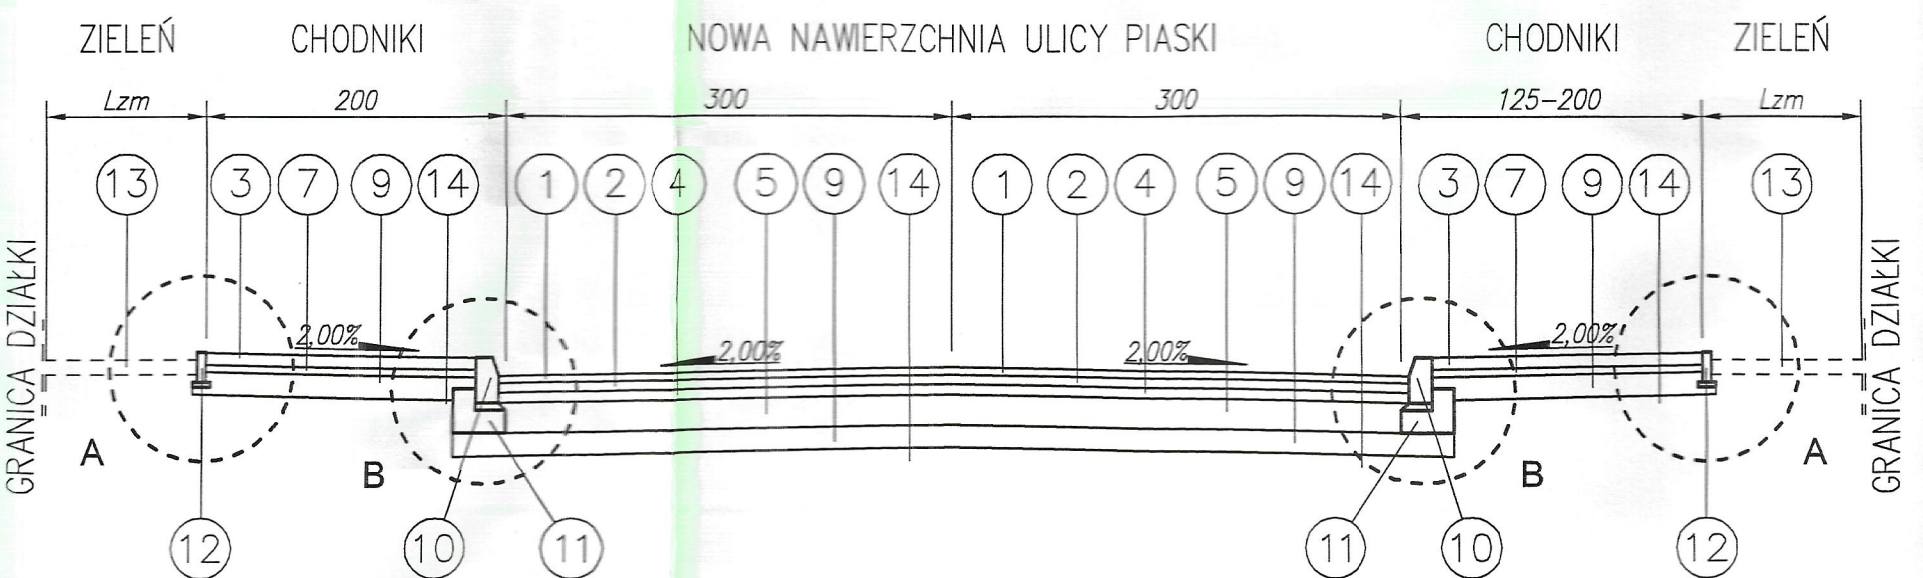 ZIELEŃ CHODNIKI NOWA NAWIERZCHNIA ULICY PIASKI CHODNIKI ZIELEŃ
Lzm 200 300 300 125-200 Lzm
13 3 7 9 14 1 2 4 5 9 14 1 2 4 5 9 14 3 7 9 14 13
GRANICA DZIAŁKI
2,00% 2,00% 2,00% 2,00%
GRANICA DZIAŁKI
A B B A
12 10 11 11 10 12